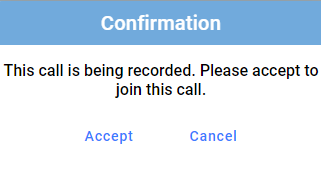 Confirmation
This call is being recorded. Please accept to
join this call.
Accept Cancel